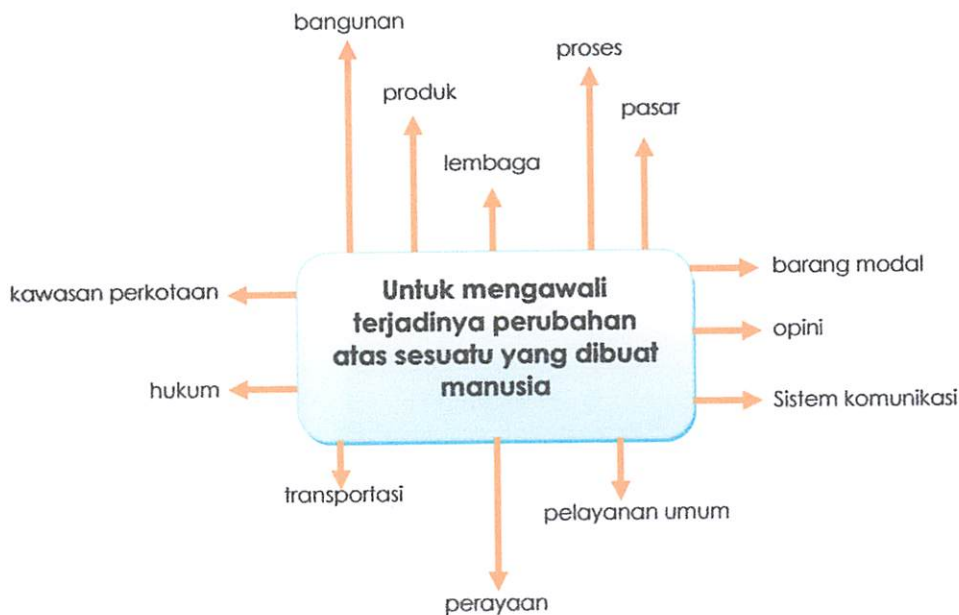 bangunan
proses
produk
pasar
lembaga
Untuk mengawali
terjadinya perubahan
atas sesuatu yang dibuat
manusia
barang modal
kawasan perkotaan
opini
hukum
Sistem komunikasi
transportasi
pelayanan umum
perayaan